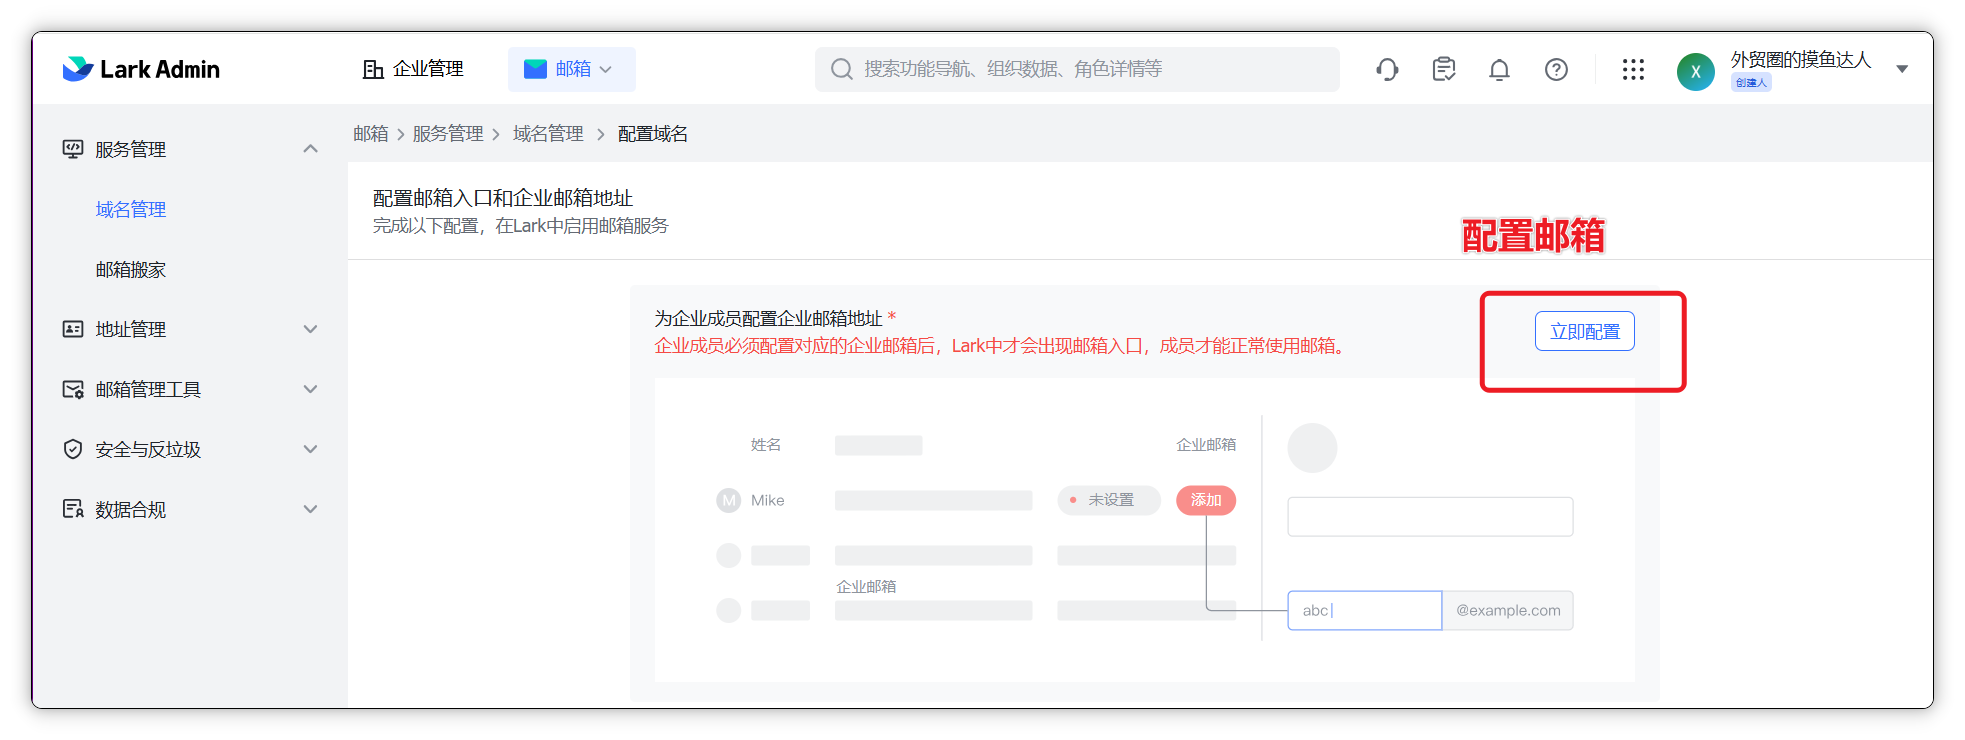 Lark Admin
企业管理
邮箱
搜索功能导航、组织数据、角色详情等
X
外贸圈的摸鱼达人
创建人
服务管理
域名管理
邮箱搬家
地址管理
邮箱管理工具
安全与反垃圾
数据合规
邮箱 > 服务管理 > 域名管理 > 配置域名
配置邮箱入口和企业邮箱地址
完成以下配置，在Lark中启用邮箱服务
配置邮箱
为企业成员配置企业邮箱地址 *
企业成员必须配置对应的企业邮箱后，Lark中才会出现邮箱入口，成员才能正常使用邮箱。
立即配置
姓名
企业邮箱
M Mike
未设置
添加
企业邮箱
abc
@example.com